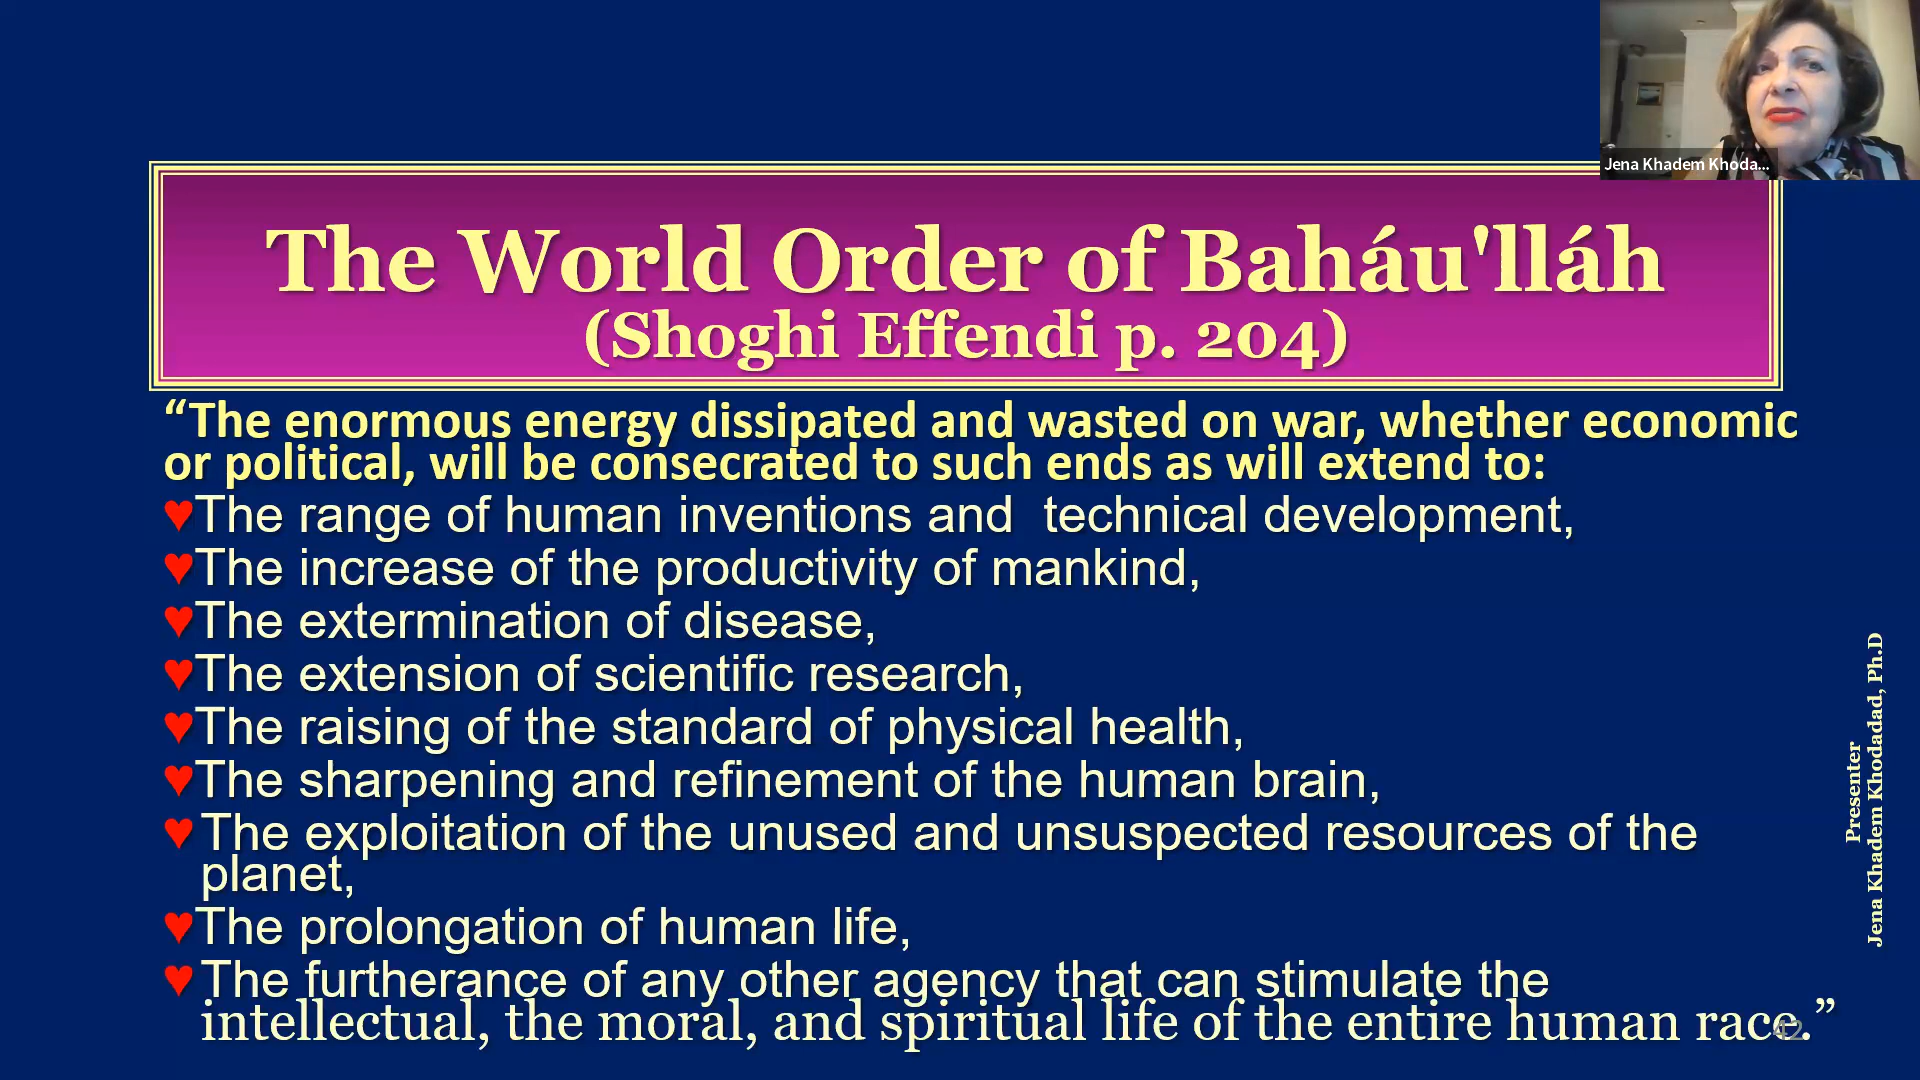 Jena Khadem Khoda...
The World Order of Baháu'lláh
(Shoghi Effendi p. 204)
“The enormous energy dissipated and wasted on war, whether economic
or political, will be consecrated to such ends as will extend to:
♥The range of human inventions and  technical development,
♥The increase of the productivity of mankind,
♥The extermination of disease,
♥The extension of scientific research,
♥The raising of the standard of physical health,
♥The sharpening and refinement of the human brain,
♥The exploitation of the unused and unsuspected resources of the
planet,
♥The prolongation of human life,
♥The furtherance of any other agency that can stimulate the
intellectual, the moral, and spiritual life of the entire human race.”
42
Presenter
Jena Khadem Khodadad, Ph.D